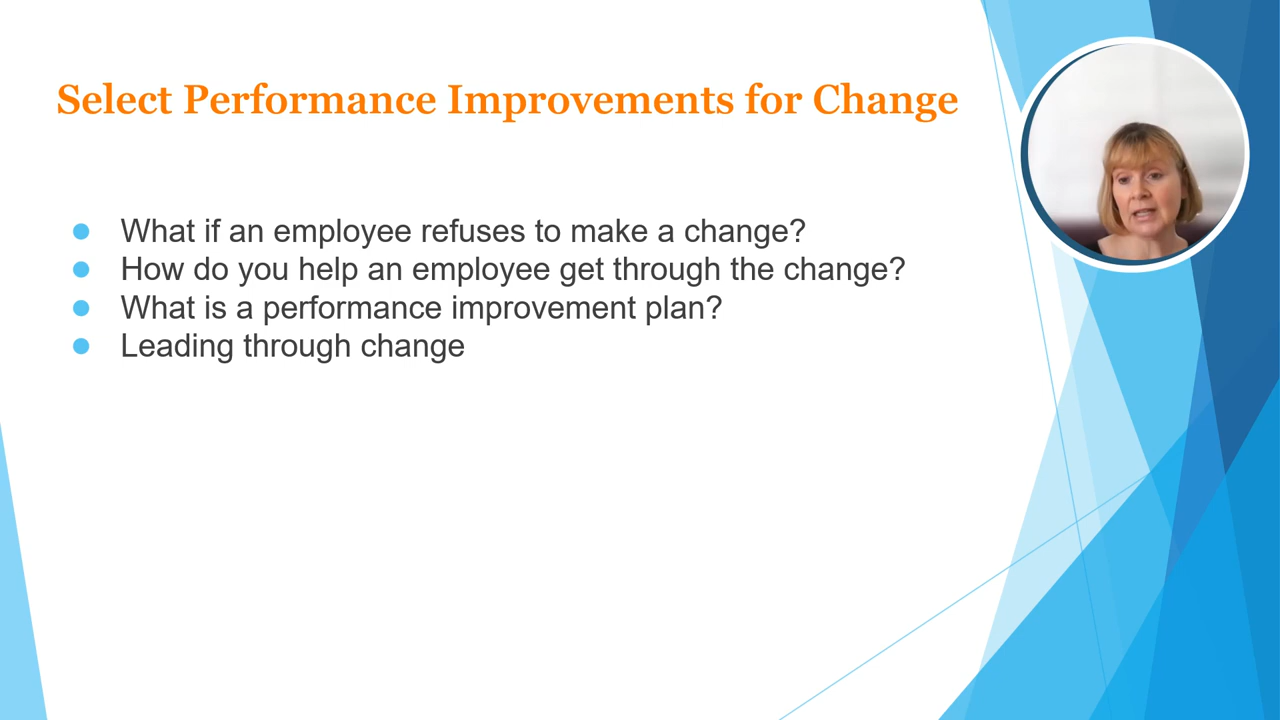 Select Performance Improvements for Change
What if an employee refuses to make a change?
How do you help an employee get through the change?
What is a performance improvement plan?
Leading through change